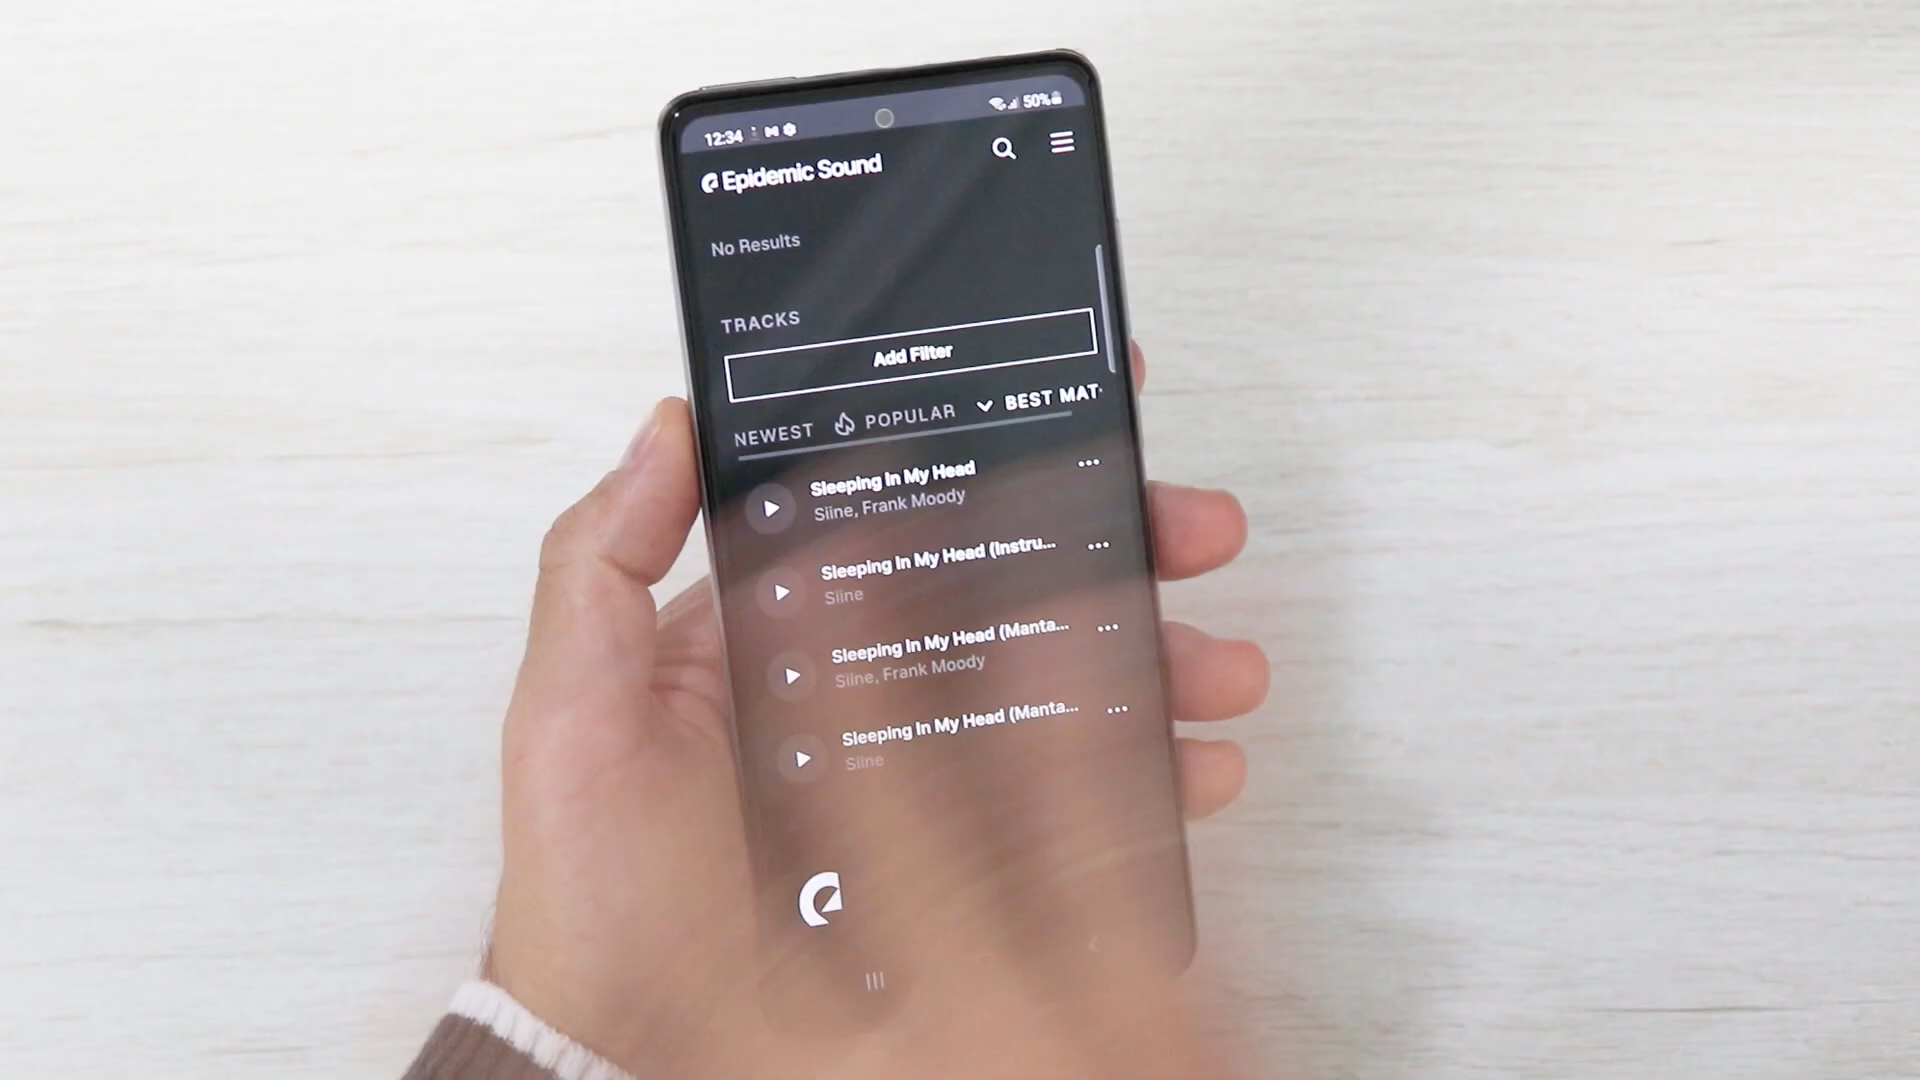 12:34 50%
Epidemic Sound
No Results
TRACKS
Add Filter
NEWEST POPULAR BEST MAT
Sleeping In My Head
Siine, Frank Moody
Sleeping In My Head (Instru...
Siine
Sleeping In My Head (Manta...
Siine, Frank Moody
Sleeping In My Head (Manta...
Siine